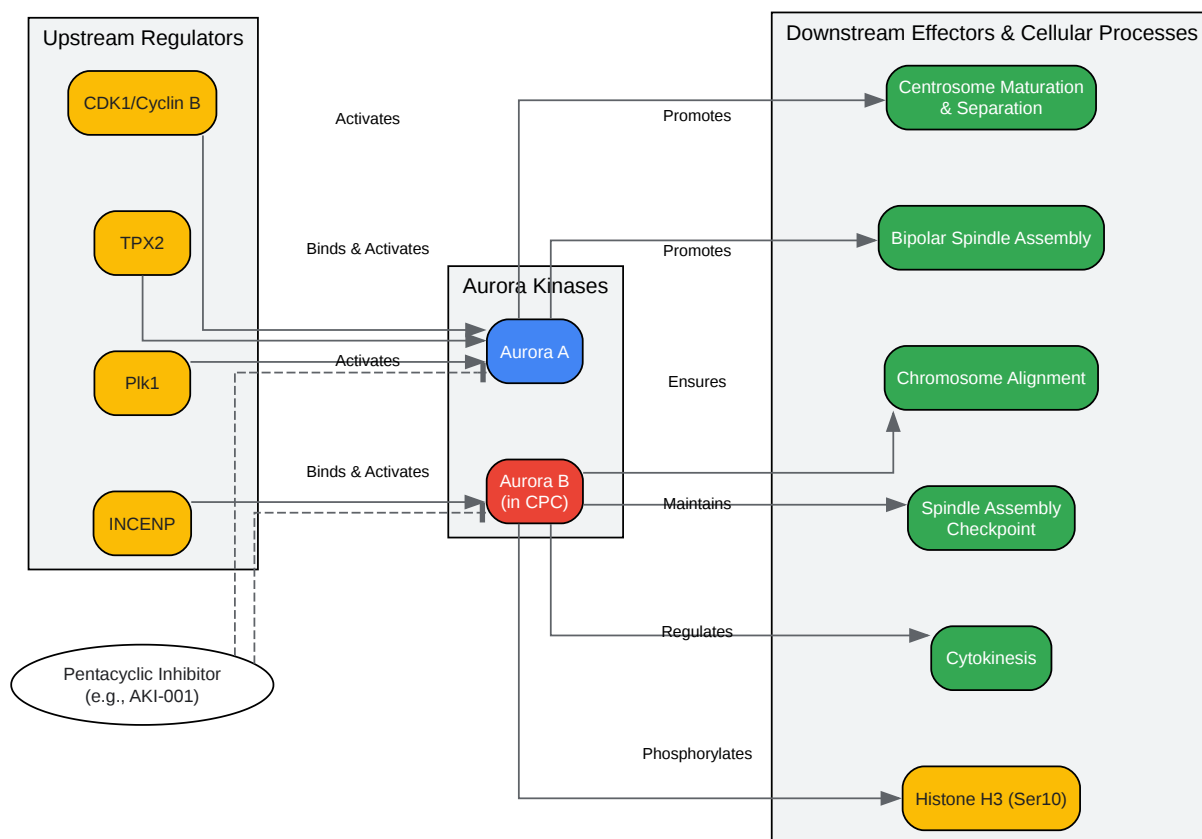 Upstream Regulators
CDK1/Cyclin B
TPX2
Plk1
INCENP
Pentacyclic Inhibitor
(e.g., AKI-001)
Activates
Binds & Activates
Activates
Binds & Activates
Aurora Kinases
Aurora A
Aurora B
(in CPC)
Promotes
Promotes
Ensures
Maintains
Regulates
Phosphorylates
Downstream Effectors & Cellular Processes
Centrosome Maturation
& Separation
Bipolar Spindle Assembly
Chromosome Alignment
Spindle Assembly
Checkpoint
Cytokinesis
Histone H3 (Ser10)